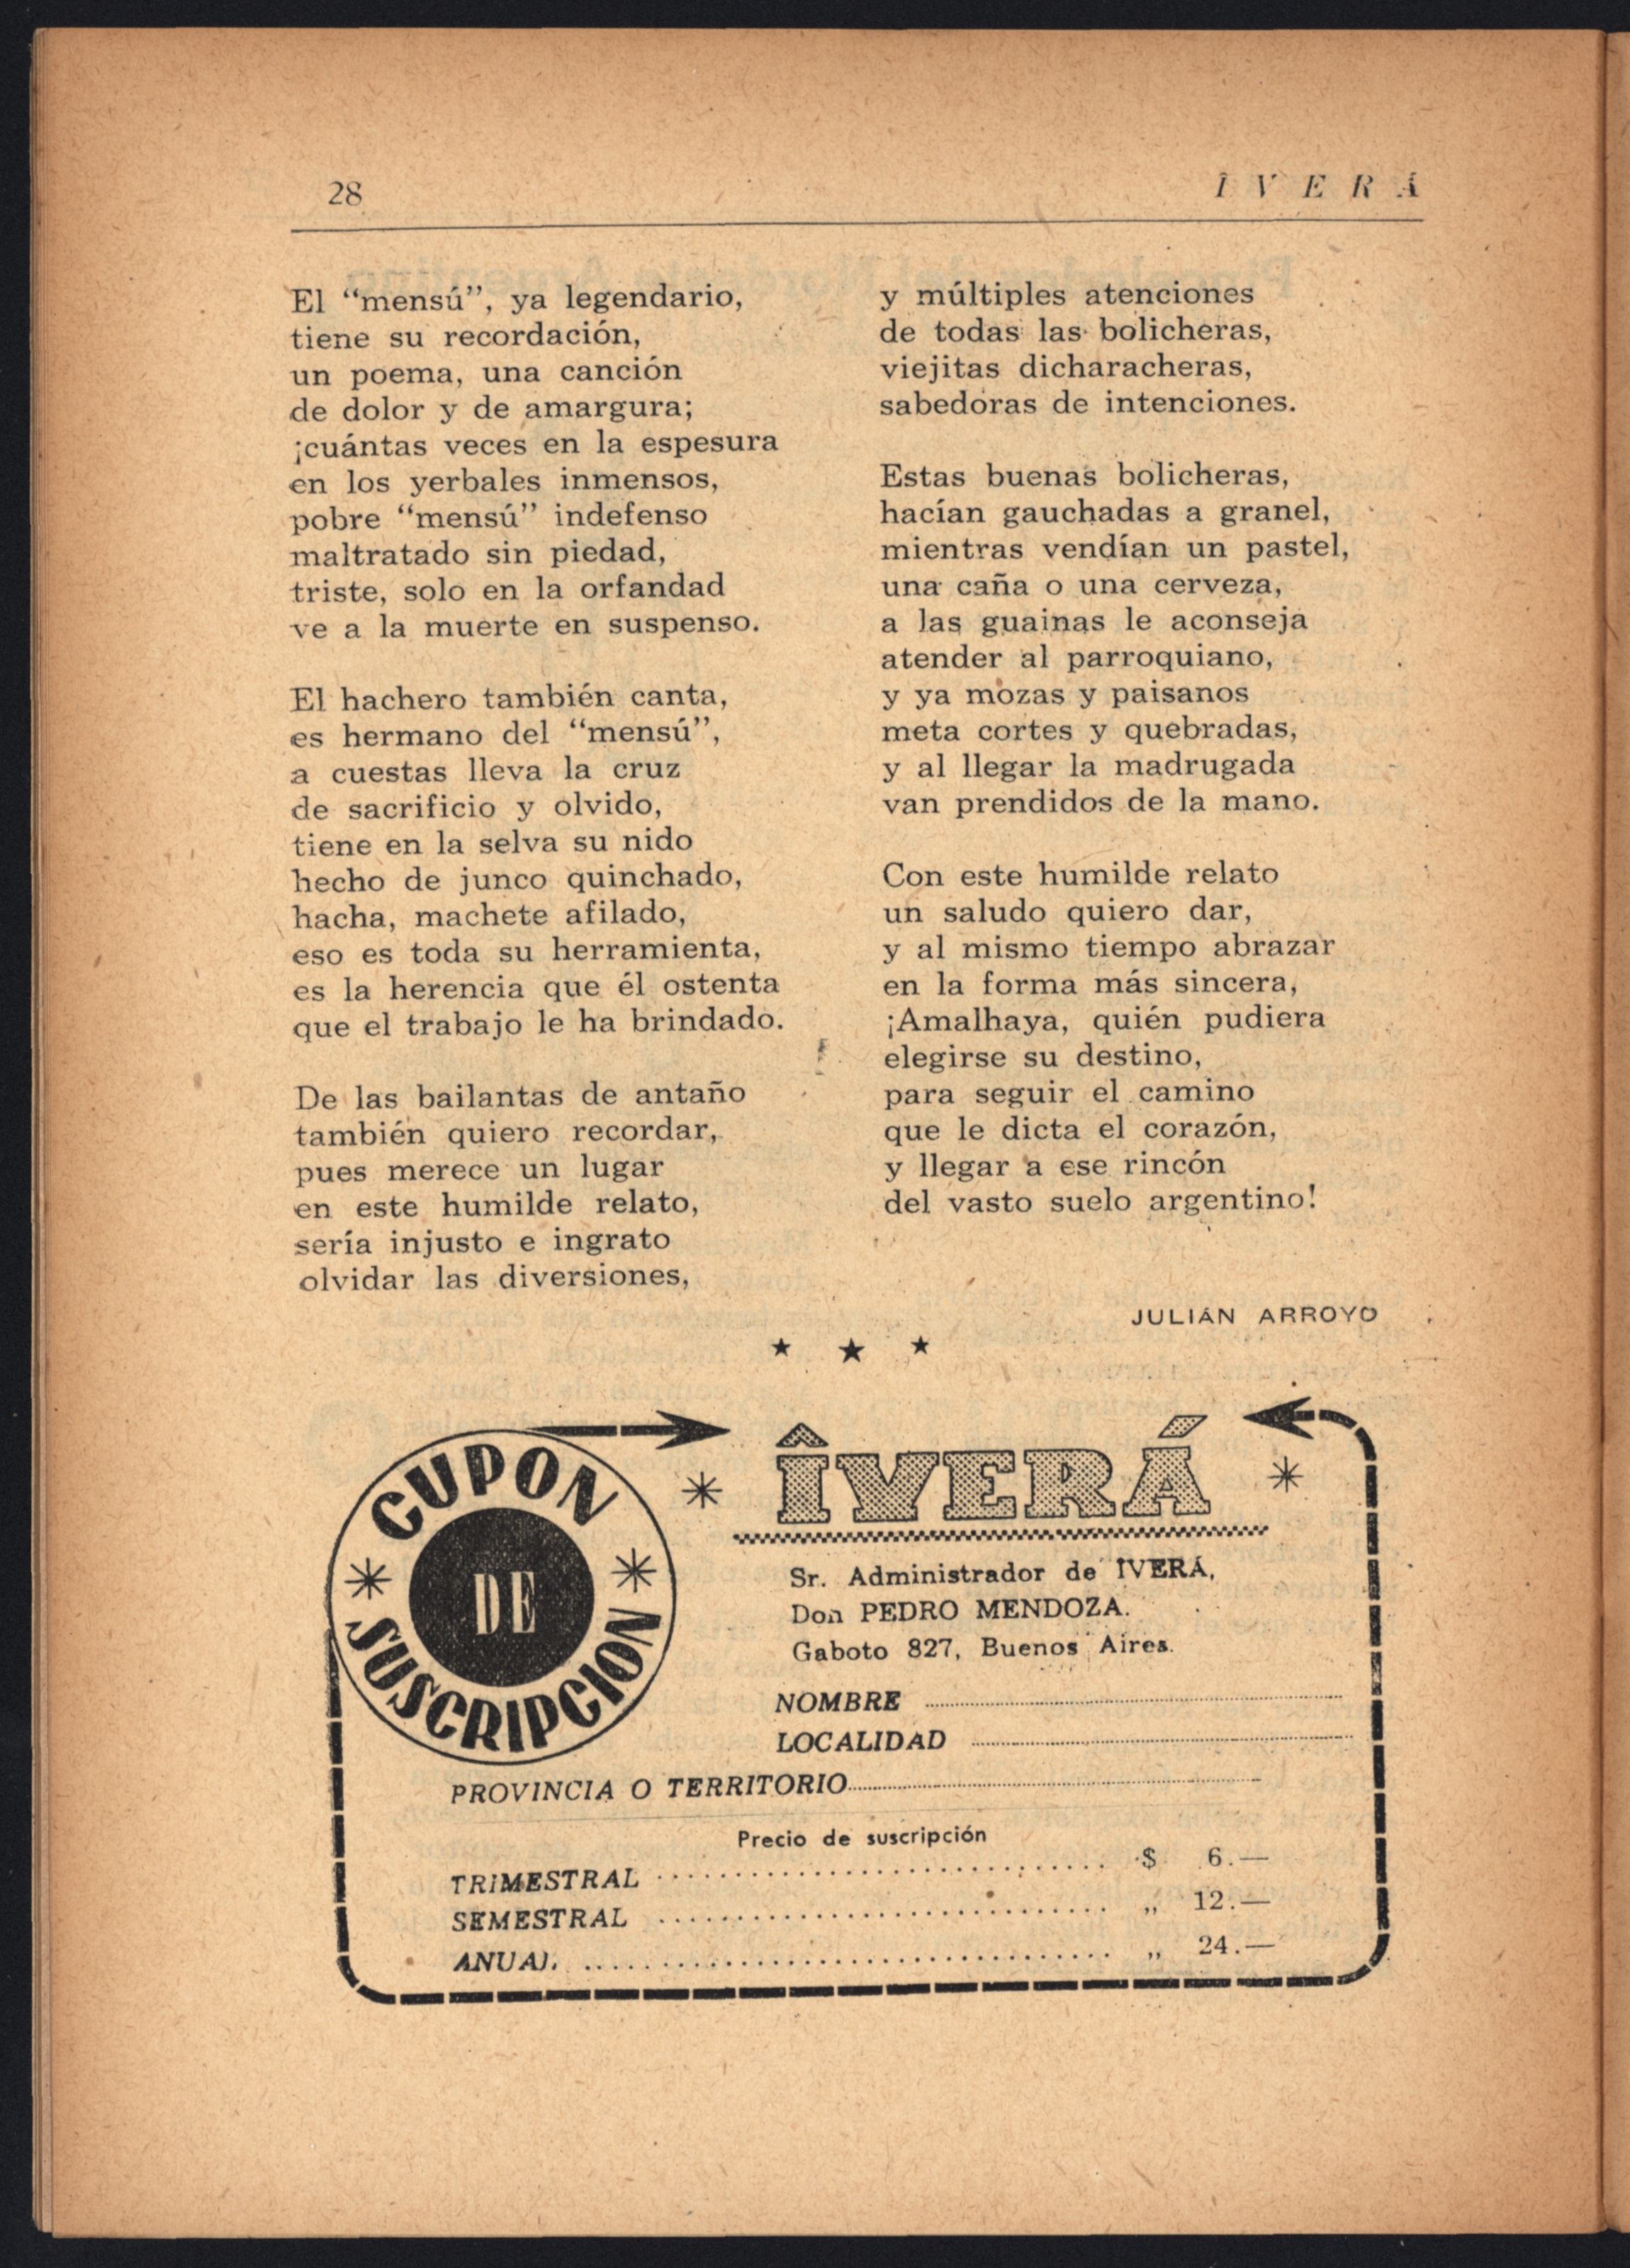 28
Î V E R Á
El “mensú”, ya legendario,
tiene su recordación,
un poema, una canción
de dolor y de amargura;
¡cuántas veces en la espesura
en los yerbales inmensos,
pobre “mensú” indefenso
maltratado sin piedad,
triste, solo en la orfandad
ve a la muerte en suspenso.
El hachero también canta,
es hermano del “mensú”,
a cuestas lleva la cruz
de sacrificio y olvido,
tiene en la selva su nido
hecho de junco quinchado,
hacha, machete afilado,
eso es toda su herramienta,
es la herencia que él ostenta
que el trabajo le ha brindado.
De las bailantas de antaño
también quiero recordar,
pues merece un lugar
en este humilde relato,
sería injusto e ingrato
olvidar las diversiones,
y múltiples atenciones
de todas las bolicheras,
viejitas dicharacheras,
sabedoras de intenciones.
Estas buenas bolicheras,
hacían gauchadas a granel,
mientras vendían un pastel,
una caña o una cerveza,
a las guainas le aconseja
atender al parroquiano,
y ya mozas y paisanos
meta cortes y quebradas,
y al llegar la madrugada
van prendidos de la mano.
Con este humilde relato
un saludo quiero dar,
y al mismo tiempo abrazar
en la forma más sincera,
¡Amalhaya, quién pudiera
elegirse su destino,
para seguir el camino
que le dicta el corazón,
y llegar a ese rincón
del vasto suelo argentino!
JULIÁN ARROYO
CUPON
DE
SUSCRIPCION
ÎVERÁ
Sr. Administrador de ÎVERÁ,
Don PEDRO MENDOZA.
Gaboto 827, Buenos Aires.
NOMBRE
LOCALIDAD
PROVINCIA O TERRITORIO
Precio de suscripción
TRIMESTRAL $ 6.—
SEMESTRAL „ 12.—
ANUAL „ 24.—